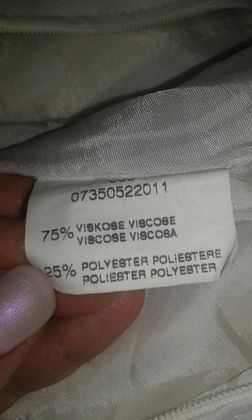 07350522011
75% VISKOSE VISCOSE
VISCOSE VISCOSA
25% POLYESTER POLIESTERE
POLIESTER POLYESTER